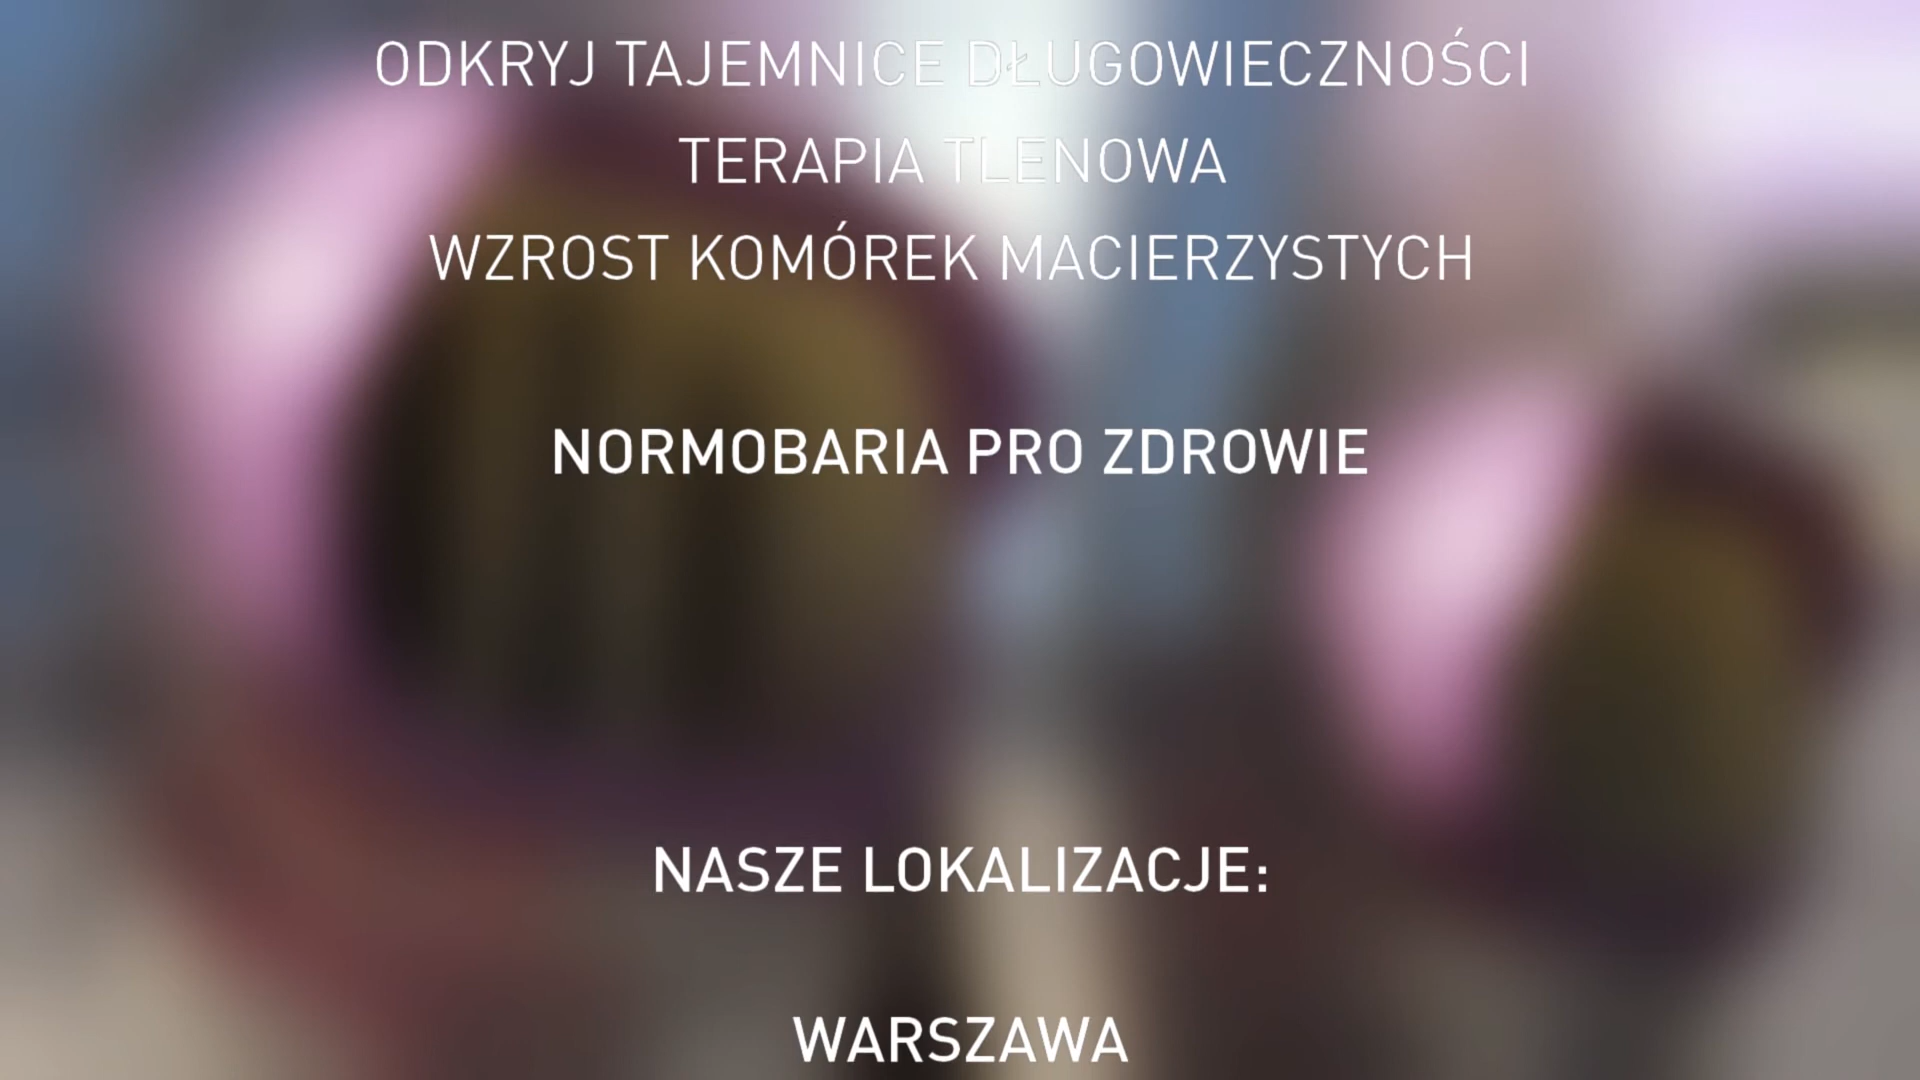 ODKRYJ TAJEMNICE DŁUGOWIECZNOŚCI
TERAPIA TLENOWA
WZROST KOMÓREK MACIERZYSTYCH
NORMOBARIA PRO ZDROWIE
NASZE LOKALIZACJE:
WARSZAWA